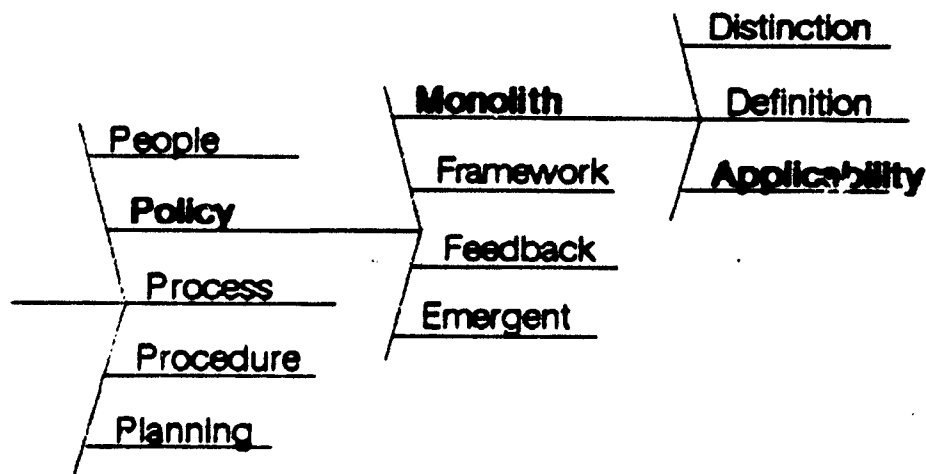 Distinction
Monolith
Definition
People
Framework
Applicability
Policy
Feedback
Process
Emergent
Procedure
Planning